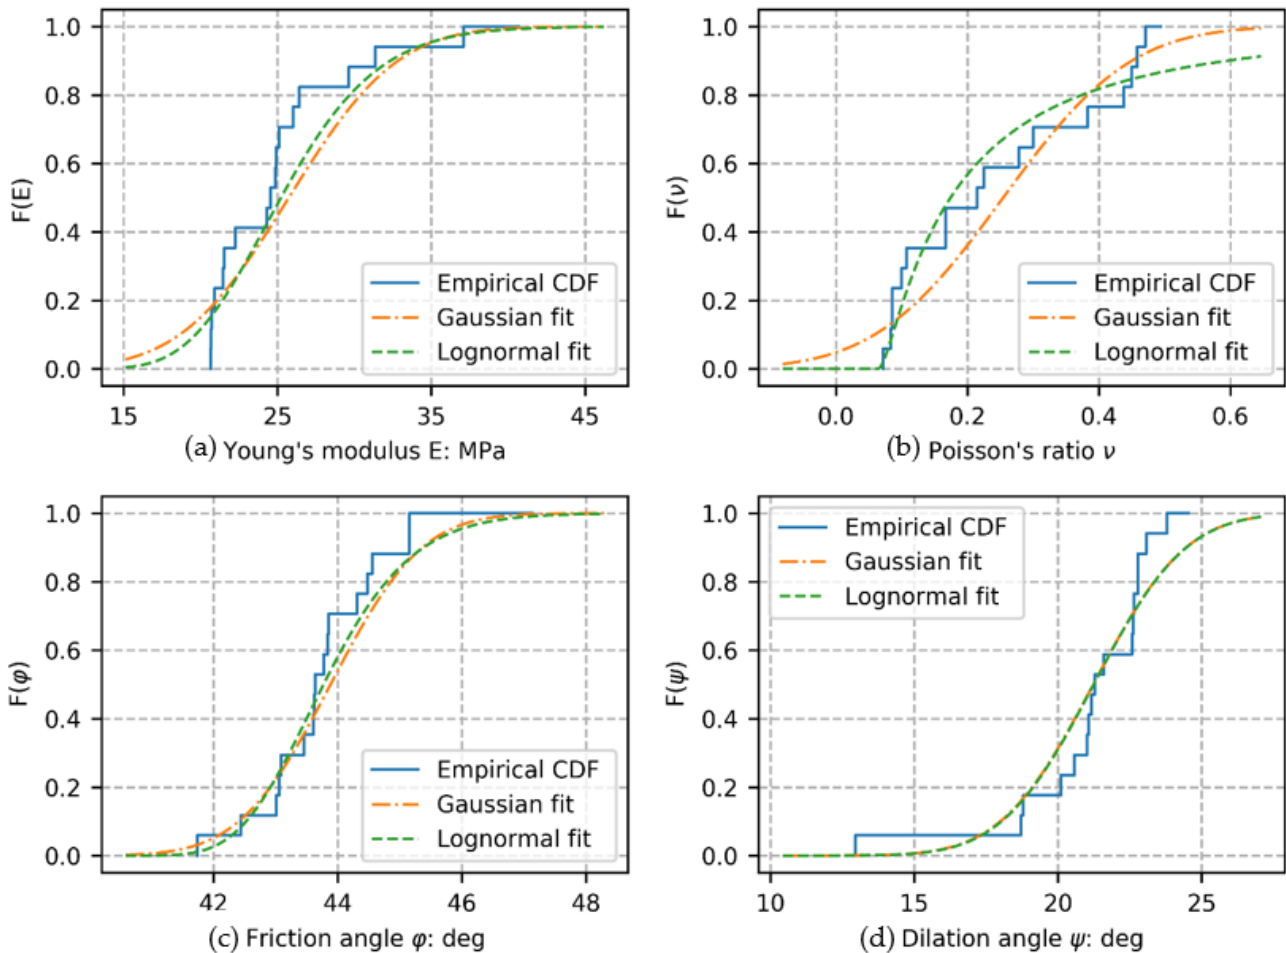 1.0
0.8
0.6
0.4
0.2
0.0
F(E)
Empirical CDF
Gaussian fit
Lognormal fit
15 25 35 45
(a) Young's modulus E: MPa
1.0
0.8
0.6
0.4
0.2
0.0
F(ν)
Empirical CDF
Gaussian fit
Lognormal fit
0.0 0.2 0.4 0.6
(b) Poisson's ratio ν
1.0
0.8
0.6
0.4
0.2
0.0
F(φ)
Empirical CDF
Gaussian fit
Lognormal fit
42 44 46 48
(c) Friction angle φ: deg
1.0
0.8
0.6
0.4
0.2
0.0
F(ψ)
Empirical CDF
Gaussian fit
Lognormal fit
10 15 20 25
(d) Dilation angle ψ: deg